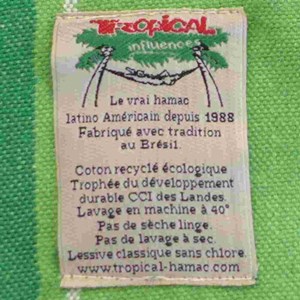 Tropical
influences
Le vrai hamac
latino Américain depuis 1988
Fabriqué avec tradition
au Brésil.
Coton recyclé écologique
Trophée du développement
durable CCI des Landes.
Lavage en machine à 40°
Pas de sèche linge.
Pas de lavage à sec.
Lessive classique sans chlore.
www.tropical-hamac.com